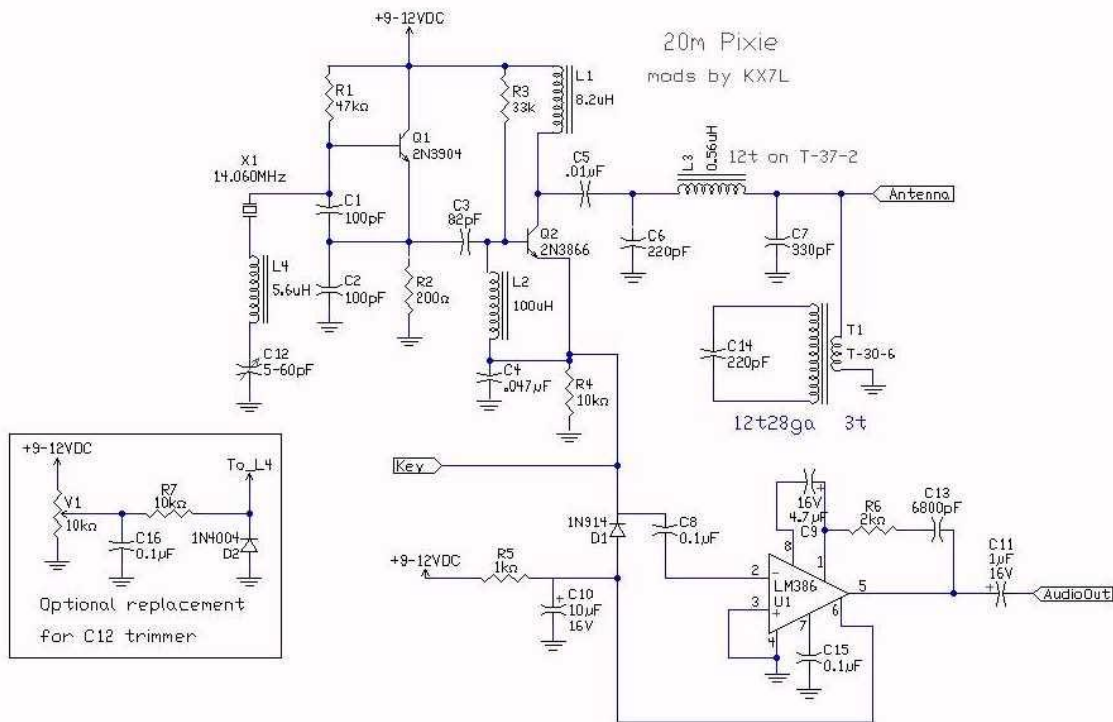 +9-12VDC
20m Pixie
mods by KX7L
R1
47kΩ
R3
33k
L1
8.2uH
Q1
2N3904
X1
14.060MHz
L3
0.56uH
12t on T-37-2
C5
.01µF
Antenna
C1
100pF
C3
82pF
Q2
2N3866
C6
220pF
C7
330pF
L4
5.6uH
C2
100pF
R2
200Ω
L2
100uH
C12
5-60pF
C4
.047µF
R4
10kΩ
C14
220pF
T1
T-30-6
12t28ga 3t
+9-12VDC
V1
10kΩ
R7
10kΩ
To_L4
C16
0.1µF
1N4004
D2
Optional replacement
for C12 trimmer
Key
1N914
D1
C8
0.1µF
+9-12VDC
R5
1kΩ
C10
+
10µF
16V
+
16V
4.7µF
C9
R6
2kΩ
C13
6800pF
C11
1µF
16V
+
AudioOut
8
1
2
-
LM386
U1
3
+
5
6
7
4
C15
0.1µF